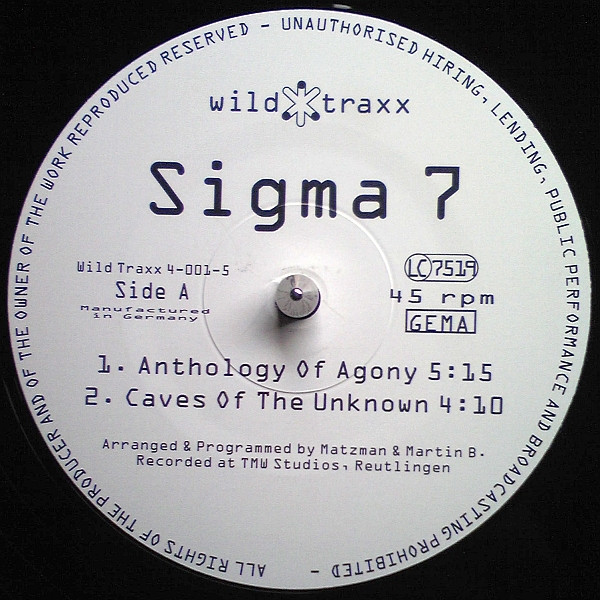 ALL RIGHTS OF THE PRODUCER AND OF THE OWNER OF THE WORK REPRODUCED RESERVED - UNAUTHORISED HIRING, LENDING, PUBLIC PERFORMANCE AND BROADCASTING PROHIBITED -
wild traxx
Sigma 7
Wild Traxx 4-001-5
Side A
Manufactured
in Germany
LC 7519
45 rpm
GEMA
1. Anthology Of Agony 5:15
2. Caves Of The Unknown 4:10
Arranged & Programmed by Matzman & Martin B.
Recorded at TMW Studios, Reutlingen